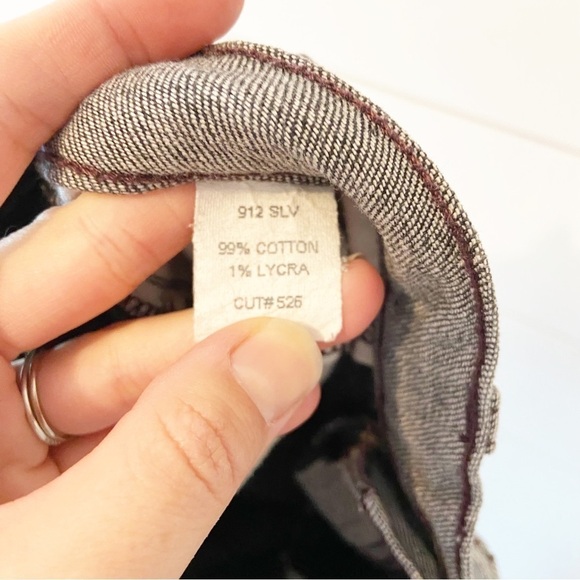 912 SLV
99% COTTON
1% LYCRA
CUT# 526